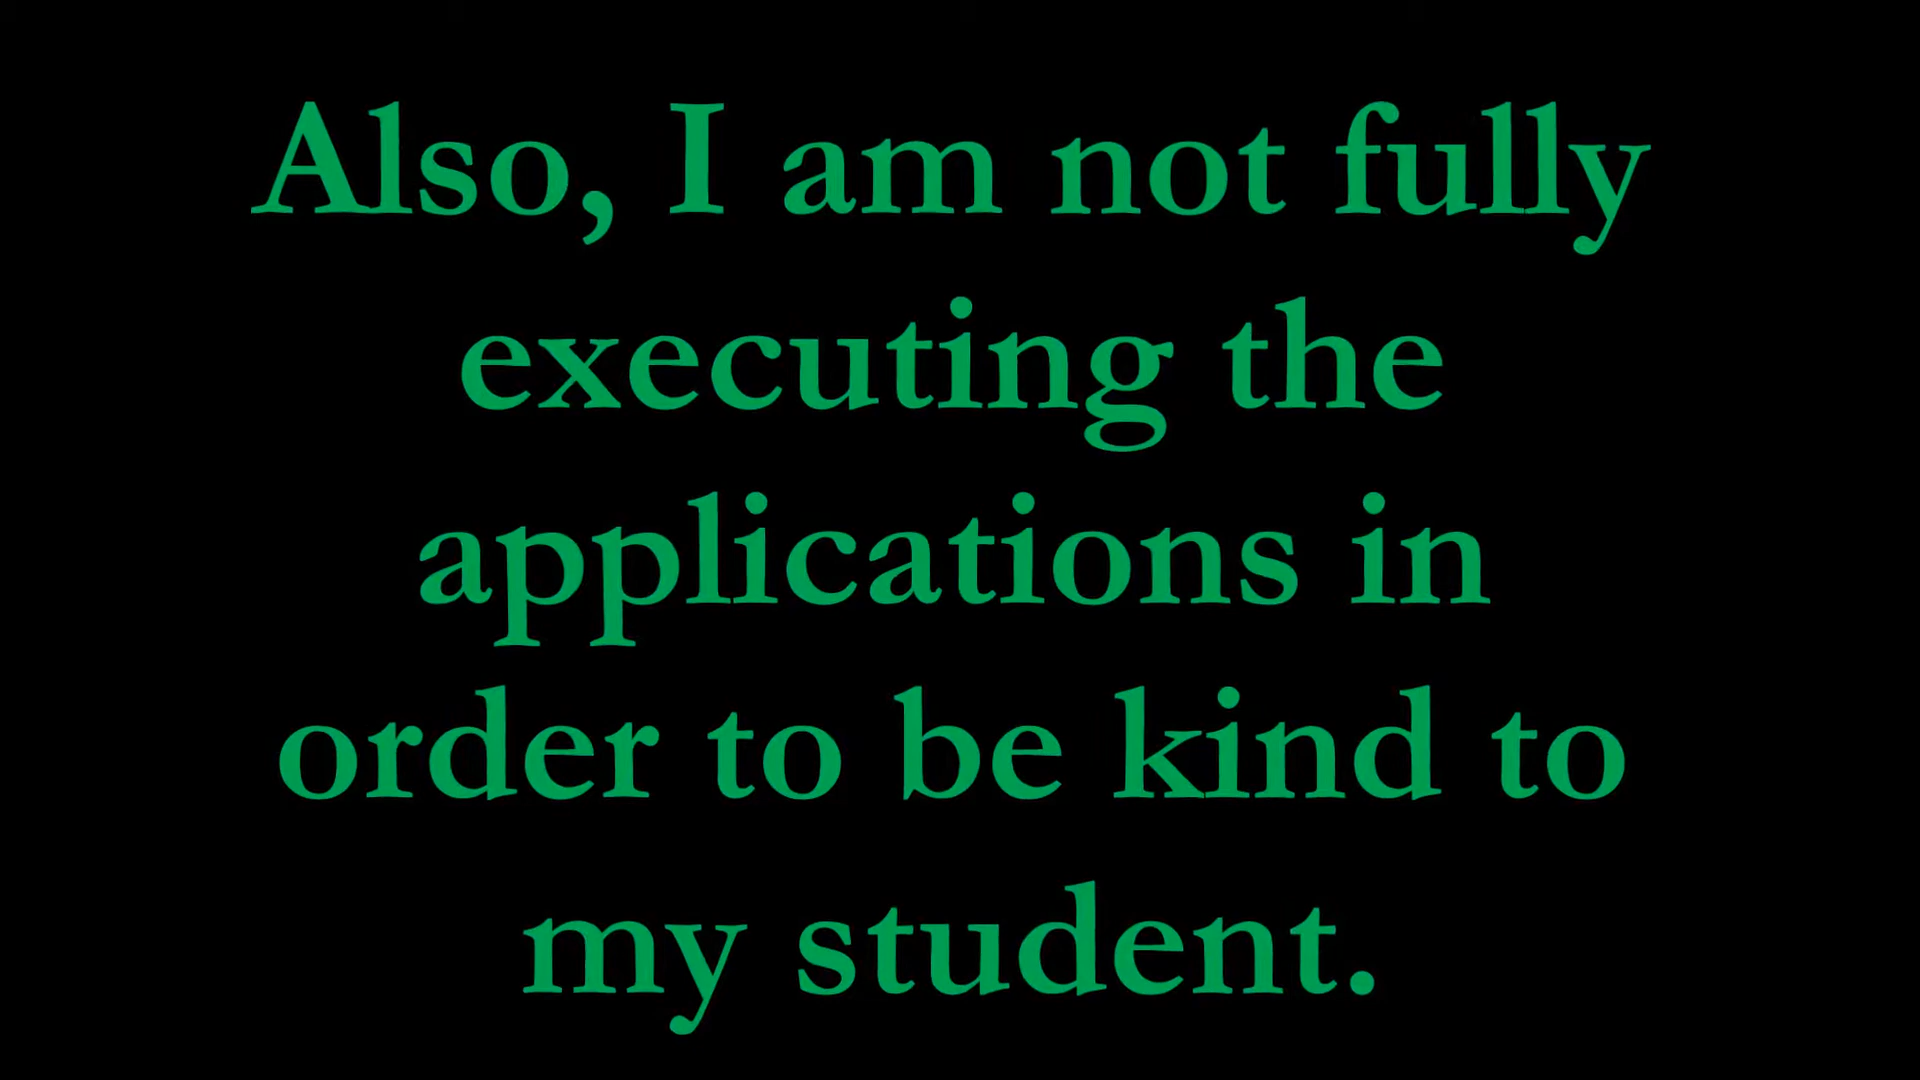 Also, I am not fully
executing the
applications in
order to be kind to
my student.